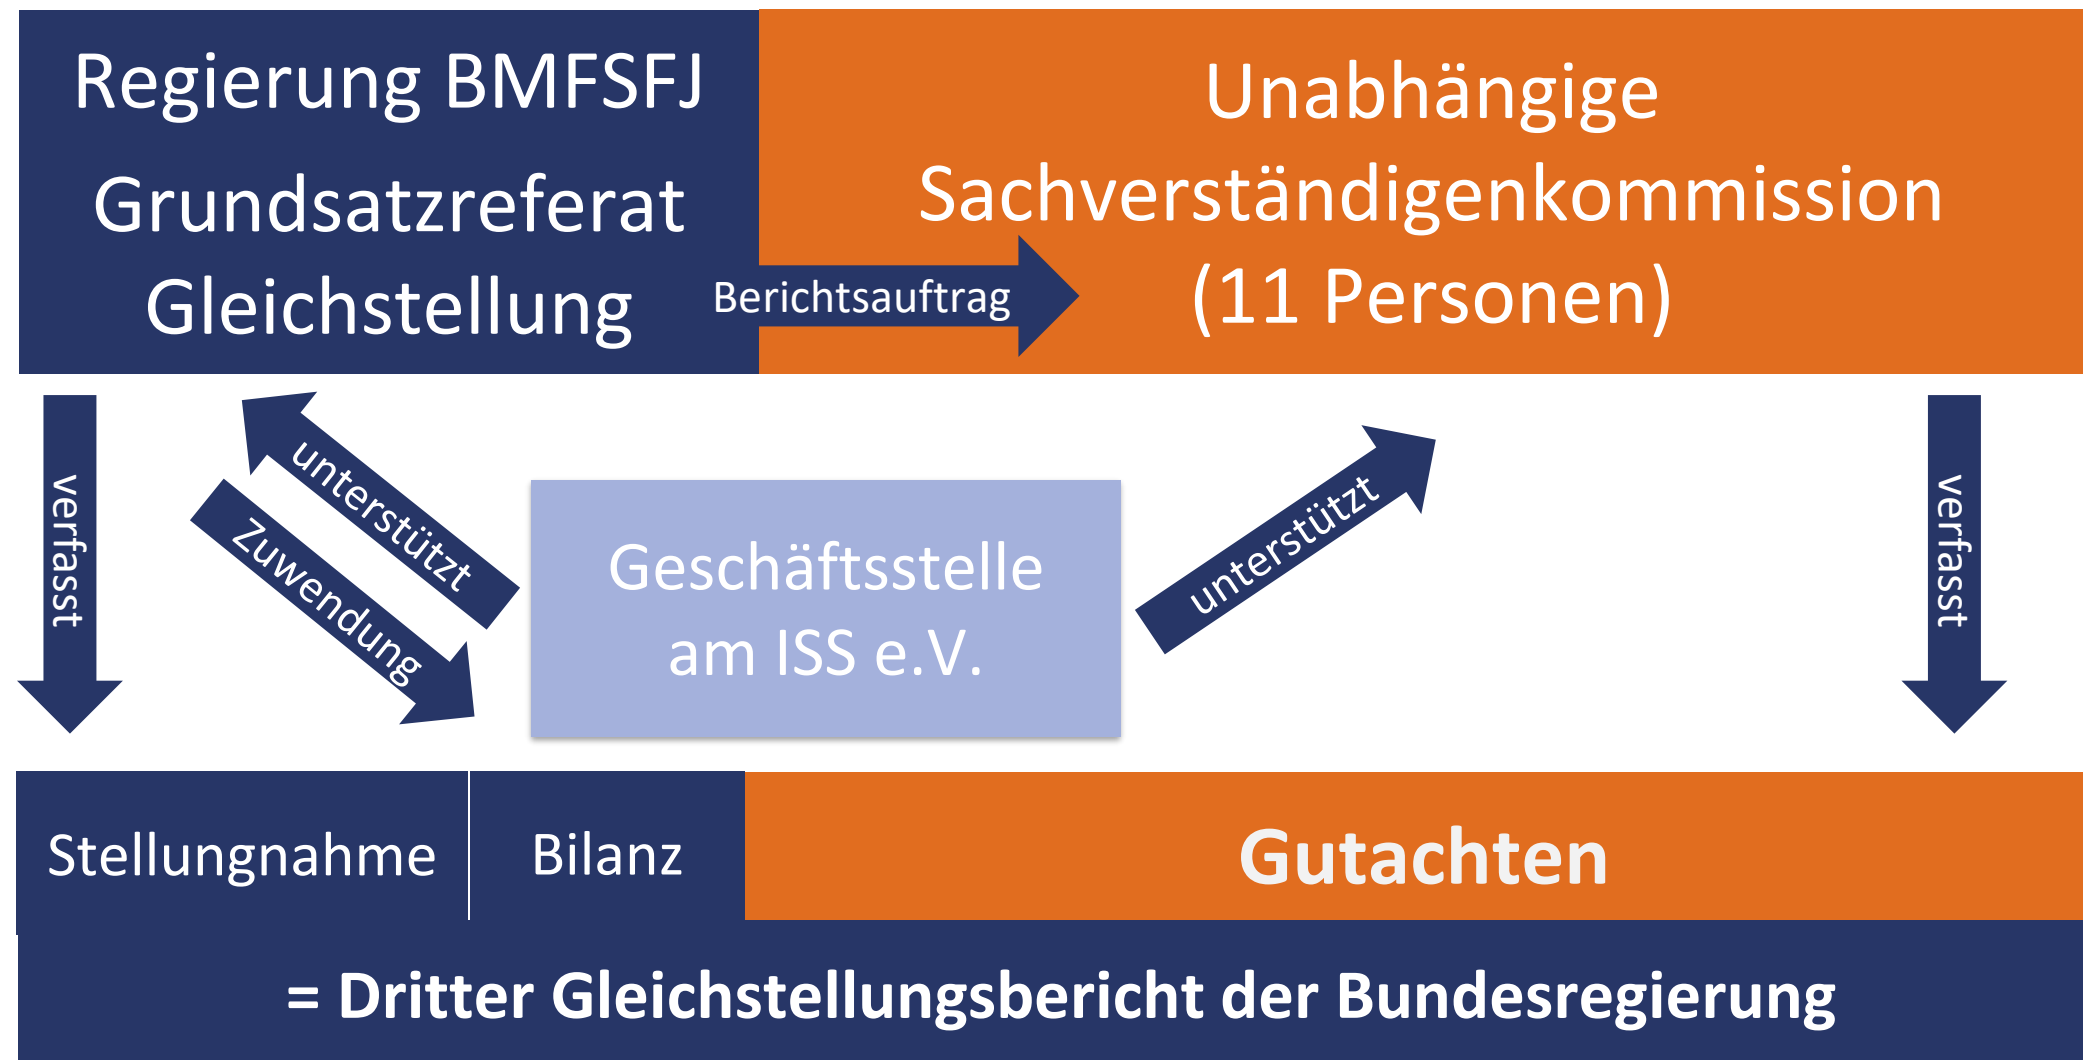 Regierung BMFSFJ
Grundsatzreferat
Gleichstellung
Unabhängige
Sachverständigenkommission
(11 Personen)
Berichtsauftrag
verfasst
unterstützt
Zuwendung
Geschäftsstelle
am ISS e.V.
unterstützt
verfasst
Stellungnahme
Bilanz
Gutachten
= Dritter Gleichstellungsbericht der Bundesregierung